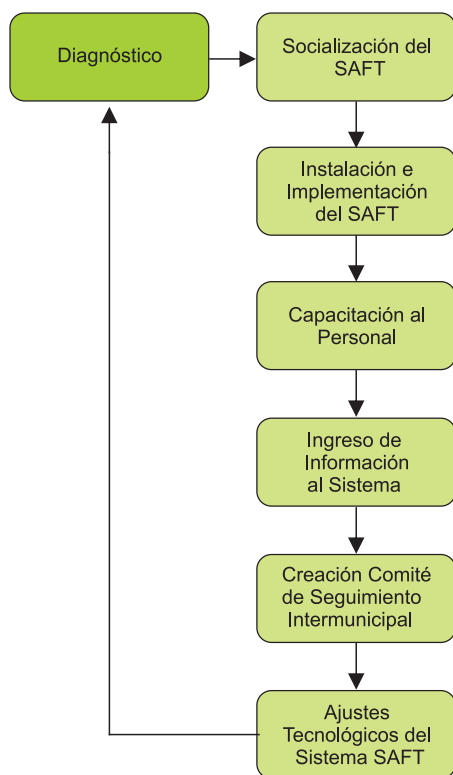 Diagnóstico
Socialización del
SAFT
Instalación e
Implementación
del SAFT
Capacitación al
Personal
Ingreso de
Información
al Sistema
Creación Comité
de Seguimiento
Intermunicipal
Ajustes
Tecnológicos del
Sistema SAFT